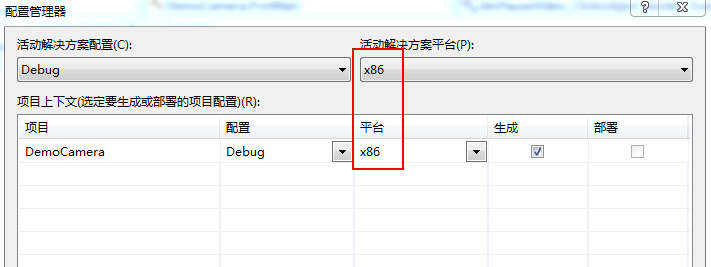 配置管理器
活动解决方案配置(C):
活动解决方案平台(P):
Debug
x86
项目上下文(选定要生成或部署的项目配置)(R):
项目 配置 平台 生成 部署
DemoCamera Debug x86